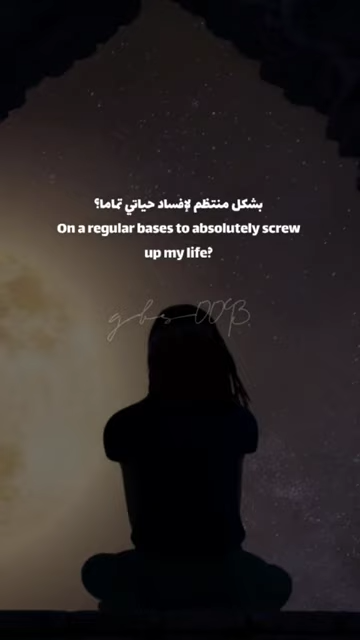 بشكل منتظم لإفساد حياتي تماما؟
On a regular bases to absolutely screw
up my life?